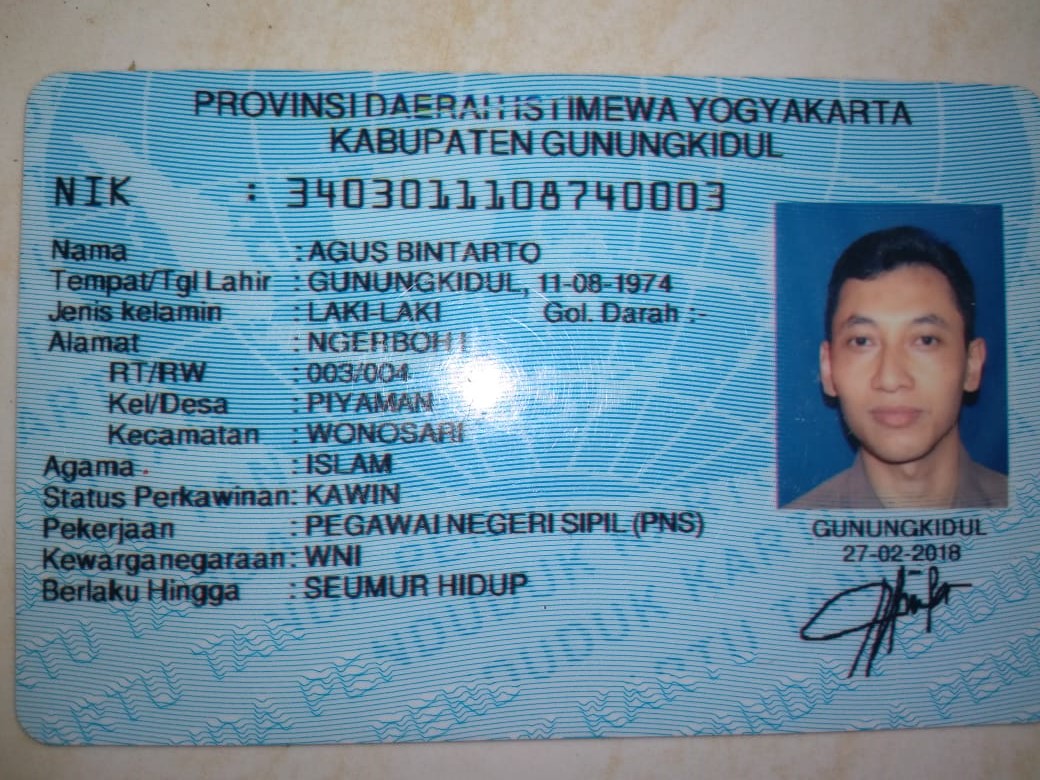 PROVINSI DAERAH ISTIMEWA YOGYAKARTA
KABUPATEN GUNUNGKIDUL
NIK : 3403011108740003
Nama : AGUS BINTARTO
Tempat/Tgl Lahir : GUNUNGKIDUL, 11-08-1974
Jenis kelamin : LAKI-LAKI Gol. Darah :-
Alamat : NGERBOH I
RT/RW : 003/004
Kel/Desa : PIYAMAN
Kecamatan : WONOSARI
Agama : ISLAM
Status Perkawinan: KAWIN
Pekerjaan : PEGAWAI NEGERI SIPIL (PNS)
Kewarganegaraan: WNI
Berlaku Hingga : SEUMUR HIDUP
GUNUNGKIDUL
27-02-2018